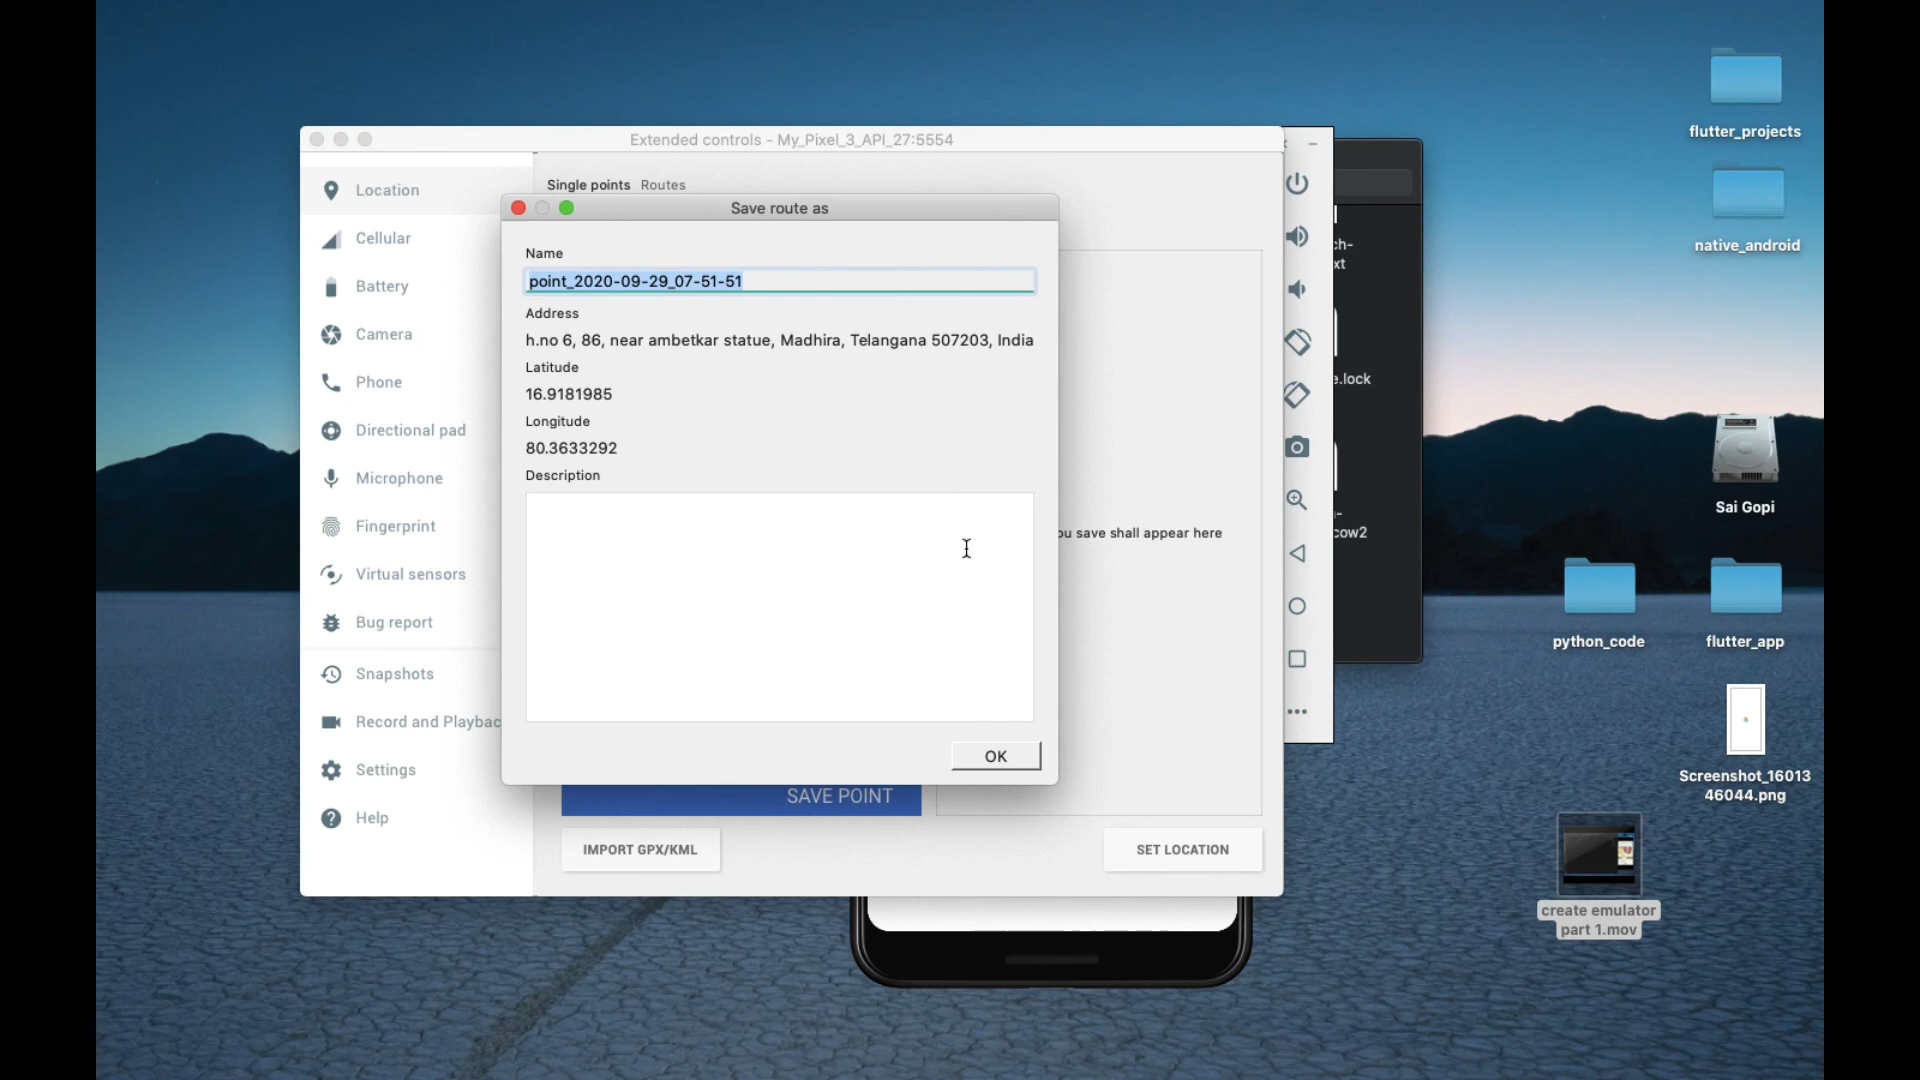 flutter_projects
native_android
Extended controls - My_Pixel_3_API_27:5554
Location
Cellular
Battery
Camera
Phone
Directional pad
Microphone
Fingerprint
Virtual sensors
Bug report
Snapshots
Record and Playbac
Settings
Help
Single points Routes
Save route as
Name
point_2020-09-29_07-51-51
Address
h.no 6, 86, near ambetkar statue, Madhira, Telangana 507203, India
Latitude
16.9181985
Longitude
80.3633292
Description
OK
ou save shall appear here
SAVE POINT
IMPORT GPX/KML
SET LOCATION
ch-
xt
e.lock
cow2
Sai Gopi
python_code
flutter_app
Screenshot_16013
46044.png
create emulator
part 1.mov